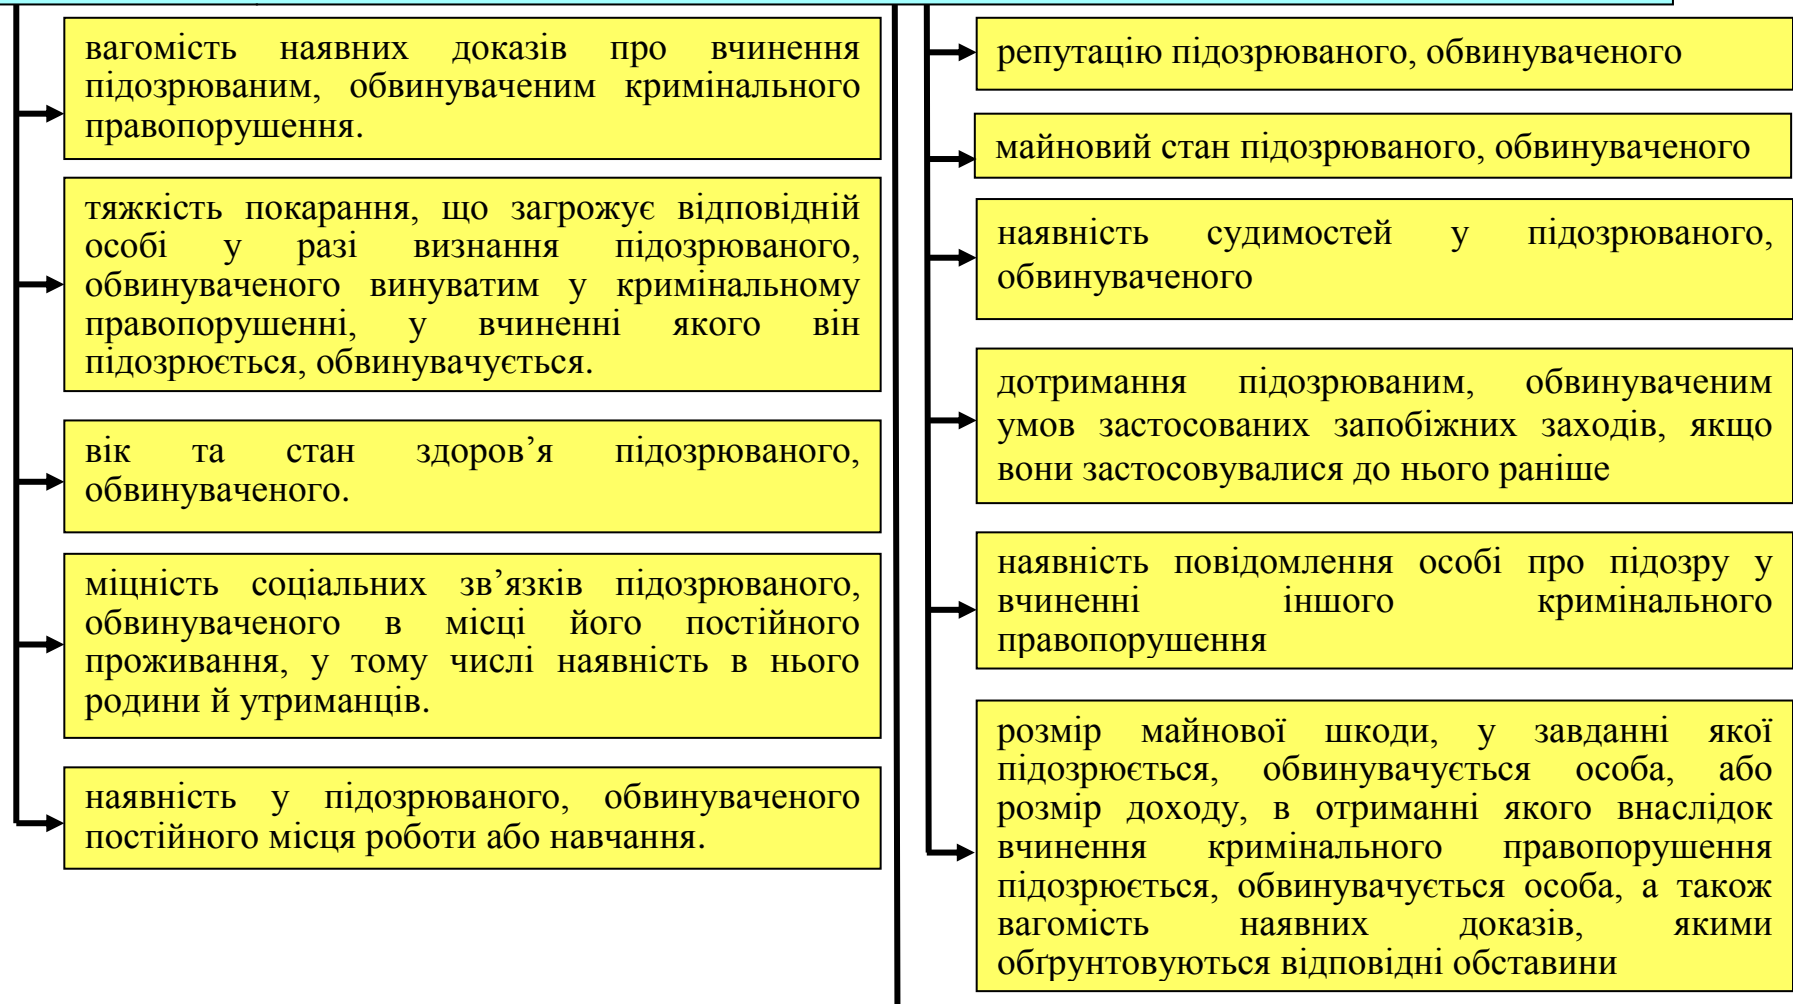 вагомість наявних доказів про вчинення
підозрюваним, обвинуваченим кримінального
правопорушення.
тяжкість покарання, що загрожує відповідній
особі у разі визнання підозрюваного,
обвинуваченого винуватим у кримінальному
правопорушенні, у вчиненні якого він
підозрюється, обвинувачується.
вік та стан здоров’я підозрюваного,
обвинуваченого.
міцність соціальних зв’язків підозрюваного,
обвинуваченого в місці його постійного
проживання, у тому числі наявність в нього
родини й утриманців.
наявність у підозрюваного, обвинуваченого
постійного місця роботи або навчання.
репутацію підозрюваного, обвинуваченого
майновий стан підозрюваного, обвинуваченого
наявність судимостей у підозрюваного,
обвинуваченого
дотримання підозрюваним, обвинуваченим
умов застосованих запобіжних заходів, якщо
вони застосовувалися до нього раніше
наявність повідомлення особі про підозру у
вчиненні іншого кримінального
правопорушення
розмір майнової шкоди, у завданні якої
підозрюється, обвинувачується особа, або
розмір доходу, в отриманні якого внаслідок
вчинення кримінального правопорушення
підозрюється, обвинувачується особа, а також
вагомість наявних доказів, якими
обґрунтовуються відповідні обставини